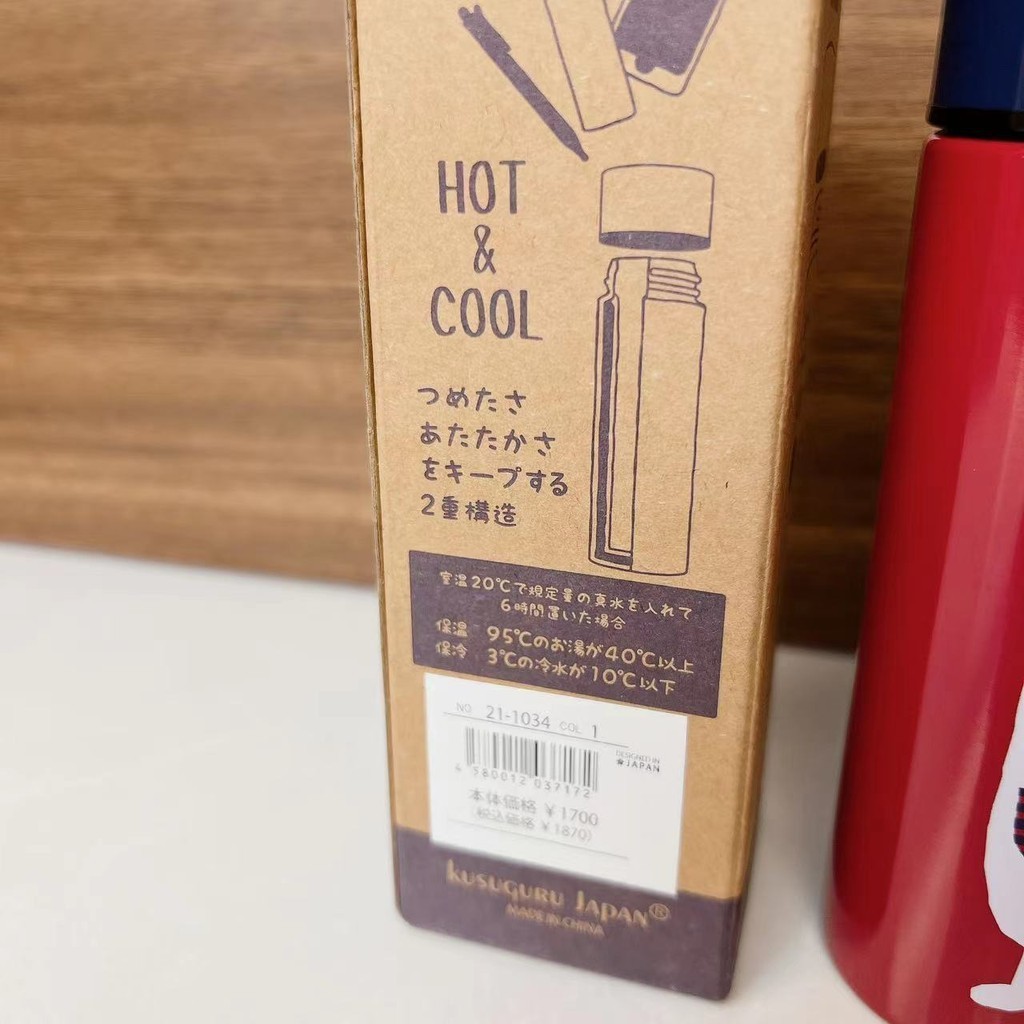 HOT
&
COOL
つめたさ
あたたかさ
をキープする
2重構造
室温20℃で規定量の真水を入れて
6時間置いた場合
保温 95℃のお湯が40℃以上
保冷 3℃の冷水が10℃以下
NO. 21-1034 COL 1
DESIGNED IN
JAPAN
4 580012 037172
本体価格 ¥1700
(税込価格 ¥1870)
KUSUGURU JAPAN®
MADE IN CHINA